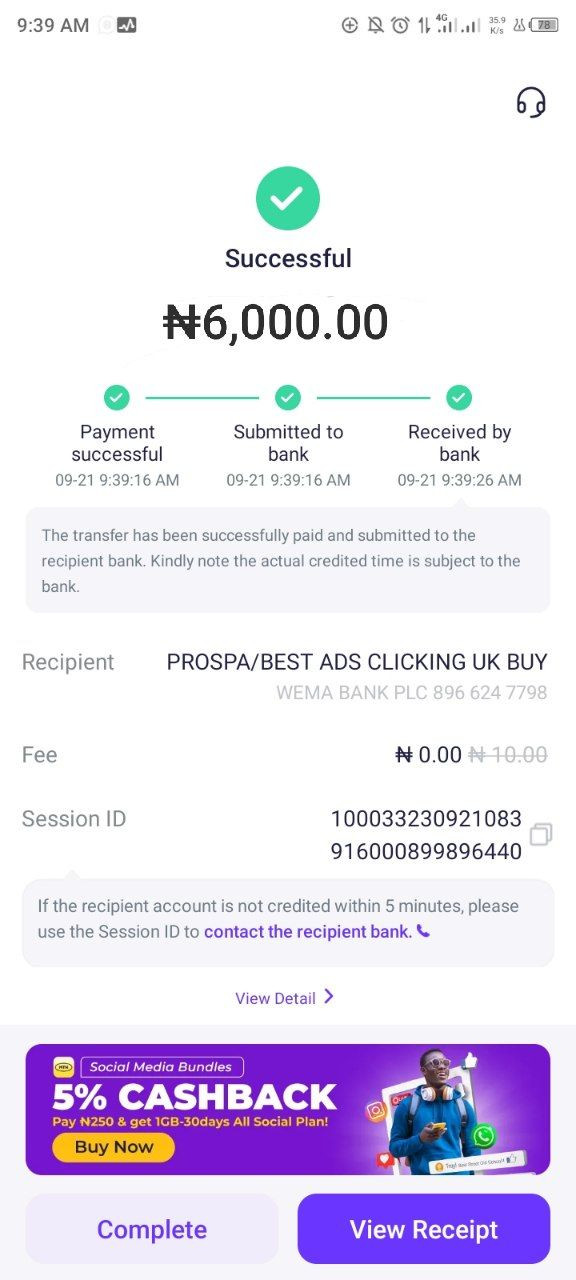 9:39 AM
4G
35.9
K/s
78
Successful
₦6,000.00
Payment successful
Submitted to bank
Received by bank
09-21 9:39:16 AM
09-21 9:39:16 AM
09-21 9:39:26 AM
The transfer has been successfully paid and submitted to the
recipient bank. Kindly note the actual credited time is subject to the
bank.
Recipient
PROSPA/BEST ADS CLICKING UK BUY
WEMA BANK PLC 896 624 7798
Fee
₦ 0.00 ₦ 10.00
Session ID
100033230921083
916000899896440
If the recipient account is not credited within 5 minutes, please
use the Session ID to contact the recipient bank.
View Detail
MTN
Social Media Bundles
5% CASHBACK
Pay ₦250 & get 1GB-30days All Social Plan!
Buy Now
Complete
View Receipt